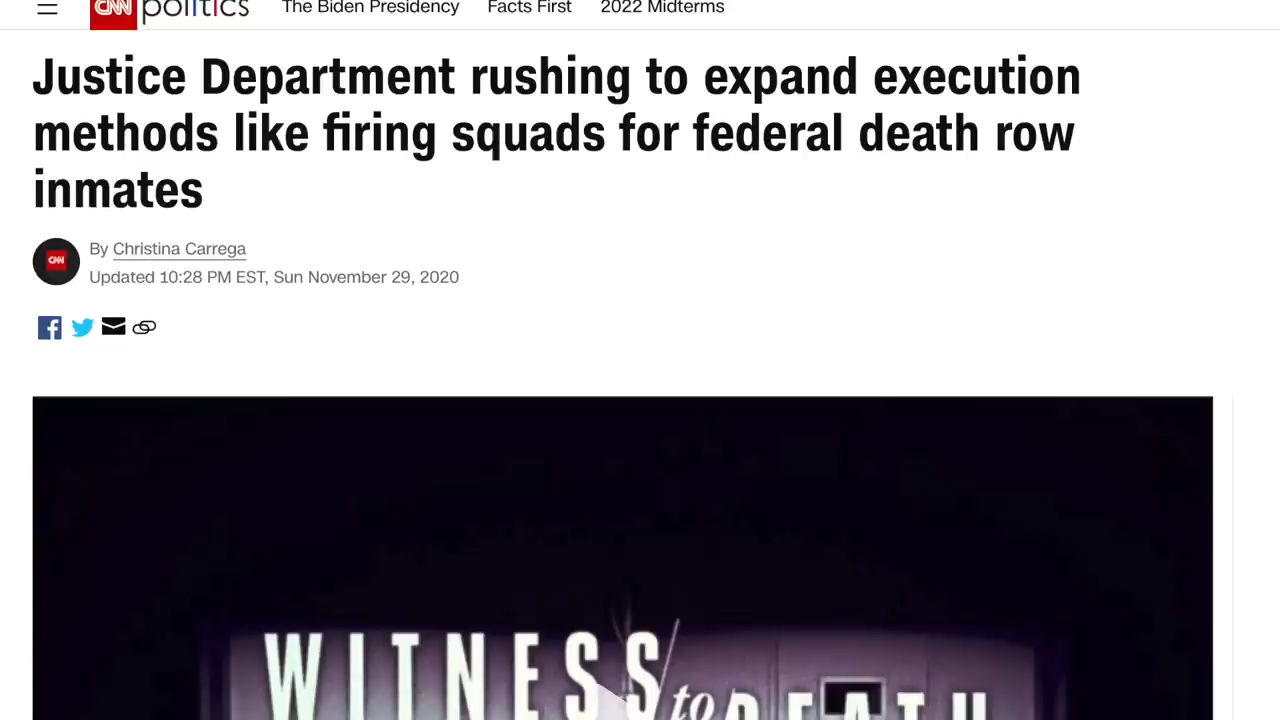 CNN politics The Biden Presidency Facts First 2022 Midterms
Justice Department rushing to expand execution
methods like firing squads for federal death row
inmates
CNN
By Christina Carrega
Updated 10:28 PM EST, Sun November 29, 2020
WITNESS to DEATH